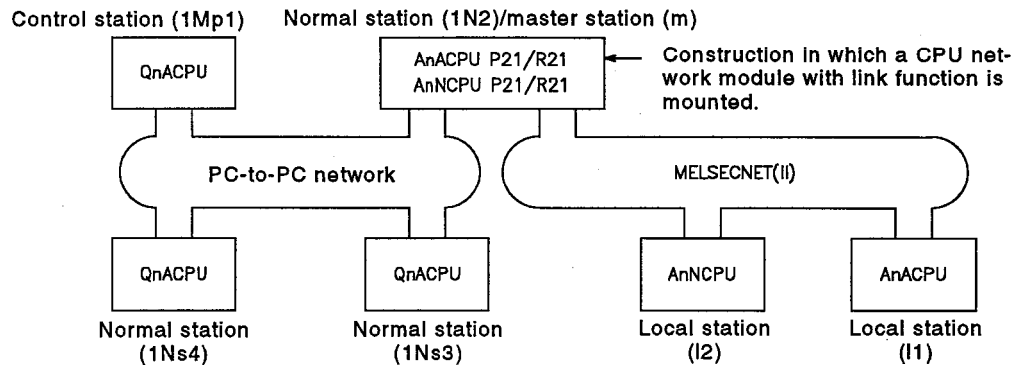 Control station (1Mp1)
Normal station (1N2)/master station (m)
QnACPU
AnACPU P21/R21
AnNCPU P21/R21
Construction in which a CPU net-
work module with link function is
mounted.
PC-to-PC network
MELSECNET(II)
QnACPU
QnACPU
AnNCPU
AnACPU
Normal station
(1Ns4)
Normal station
(1Ns3)
Local station
(l2)
Local station
(l1)